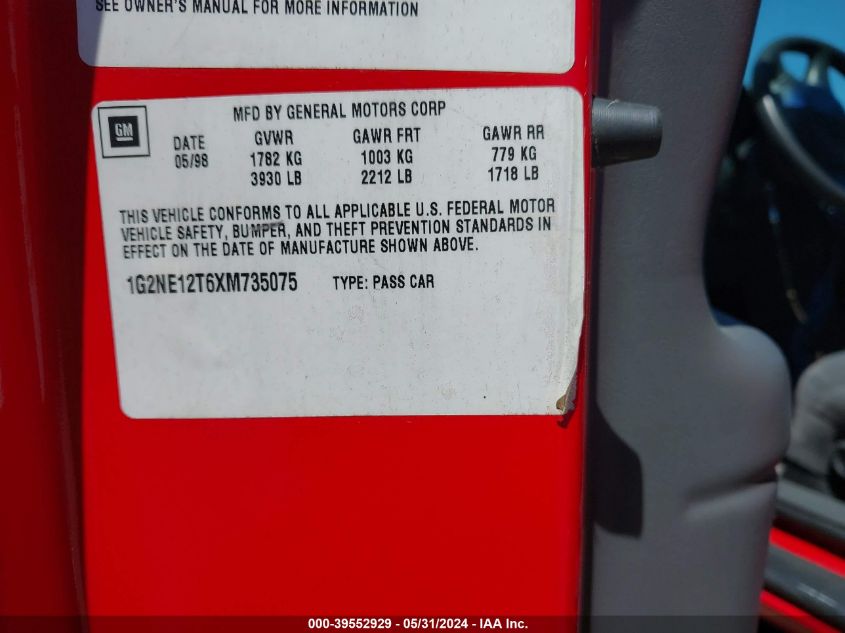 SEE OWNER'S MANUAL FOR MORE INFORMATION
MFD BY GENERAL MOTORS CORP
GM
DATE GVWR GAWR FRT GAWR RR
05/98 1782 KG 1003 KG 779 KG
3930 LB 2212 LB 1718 LB
THIS VEHICLE CONFORMS TO ALL APPLICABLE U.S. FEDERAL MOTOR
VEHICLE SAFETY, BUMPER, AND THEFT PREVENTION STANDARDS IN
EFFECT ON THE DATE OF MANUFACTURE SHOWN ABOVE.
1G2NE12T6XM735075 TYPE: PASS CAR
000-39552929 - 05/31/2024 - IAA Inc.